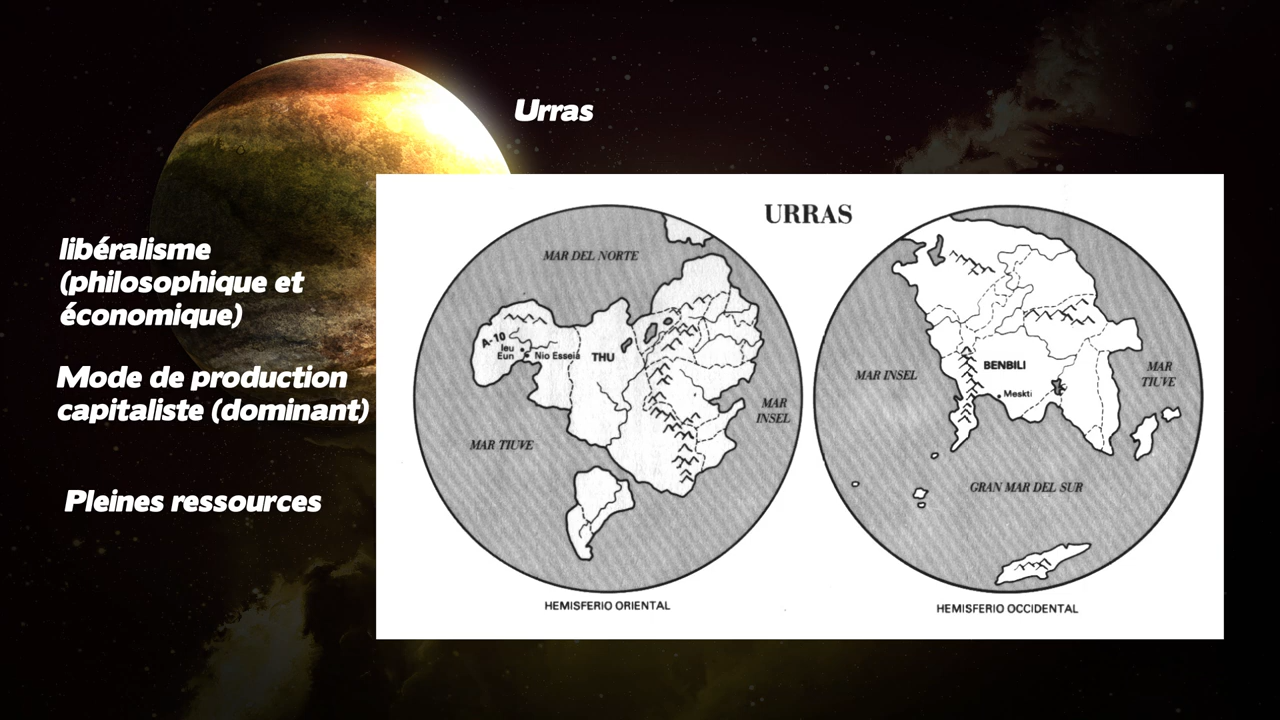 Urras
libéralisme
(philosophique et
économique)
Mode de production
capitaliste (dominant)
Pleines ressources
URRAS
MAR DEL NORTE
A-10
Ieu
Eun
Nio Esseia
THU
MAR
INSEL
MAR TIUVE
HEMISFERIO ORIENTAL
MAR INSEL
BENBILI
Meskti
MAR
TIUVE
GRAN MAR DEL SUR
HEMISFERIO OCCIDENTAL